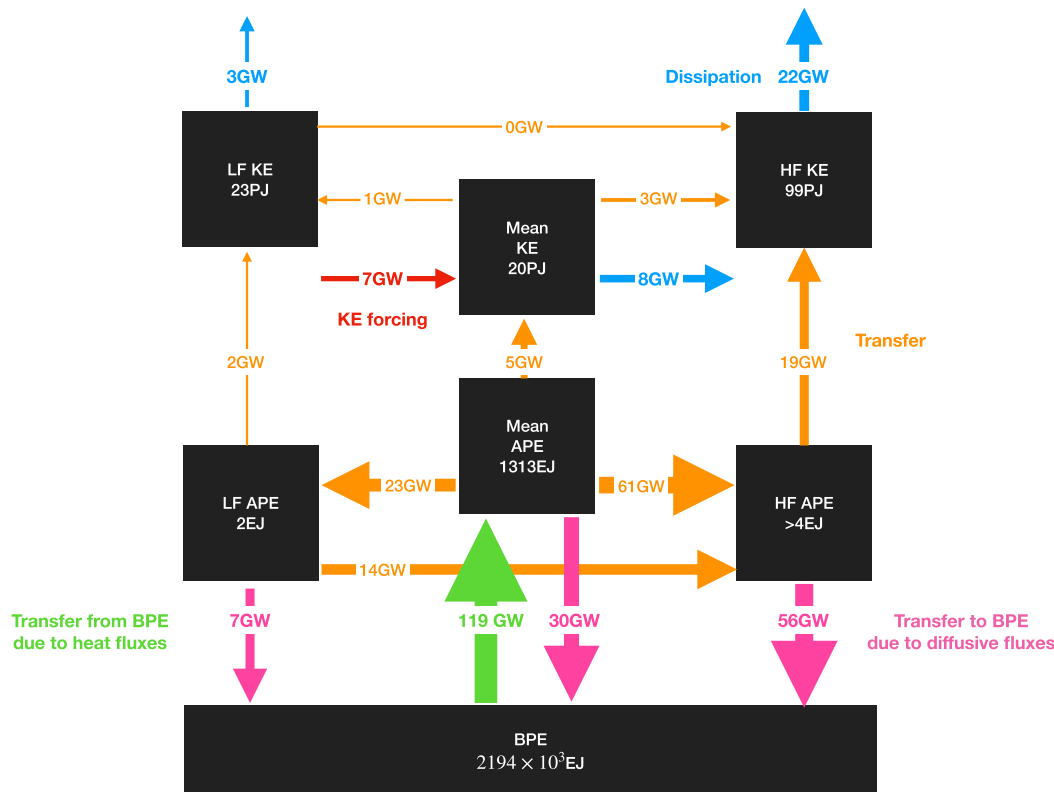 3GW
Dissipation
22GW
LF KE
23PJ
0GW
HF KE
99PJ
1GW
Mean
KE
20PJ
3GW
7GW
8GW
KE forcing
2GW
5GW
19GW
Transfer
Mean
APE
1313EJ
LF APE
2EJ
23GW
61GW
HF APE
>4EJ
14GW
Transfer from BPE
due to heat fluxes
7GW
119 GW
30GW
56GW
Transfer to BPE
due to diffusive fluxes
BPE
2194 × 10³EJ